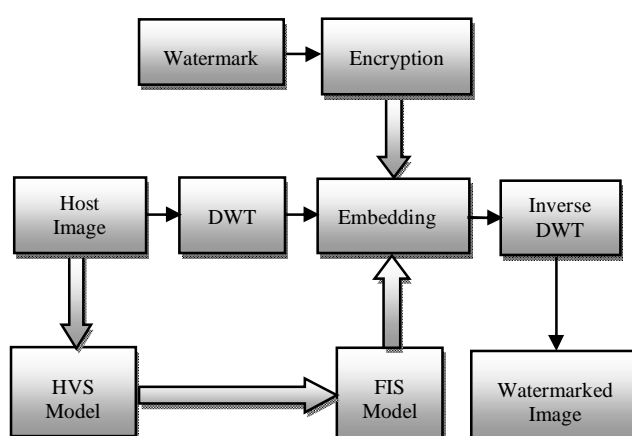 Watermark
Encryption
Host
Image
DWT
Embedding
Inverse
DWT
HVS
Model
FIS
Model
Watermarked
Image